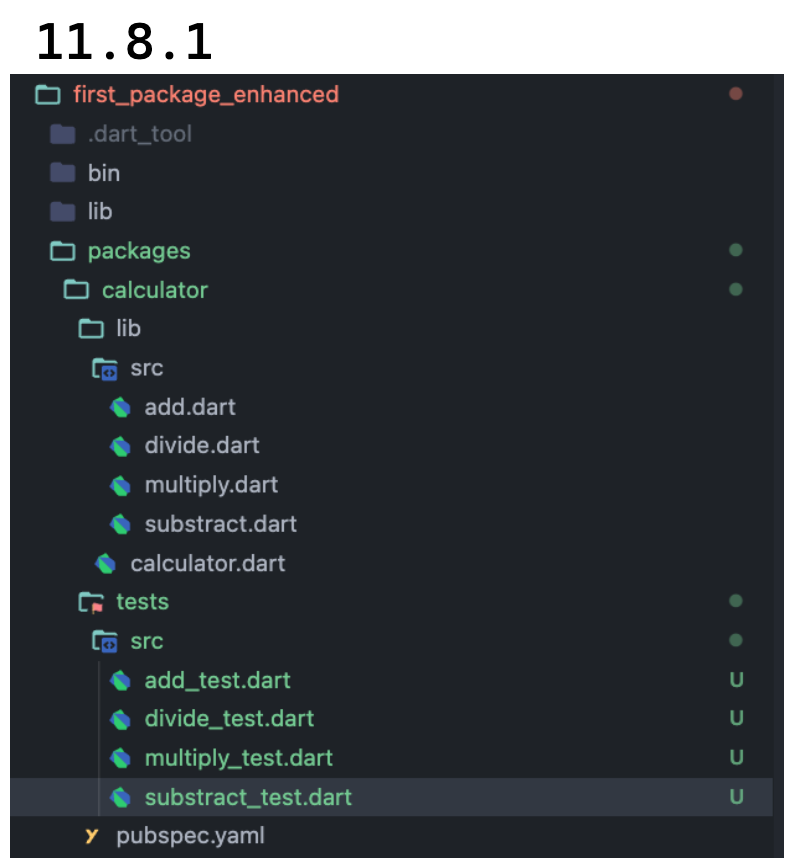 11.8.1
first_package_enhanced
.dart_tool
bin
lib
packages
calculator
lib
src
add.dart
divide.dart
multiply.dart
substract.dart
calculator.dart
tests
src
add_test.dart U
divide_test.dart U
multiply_test.dart U
substract_test.dart U
Y pubspec.yaml